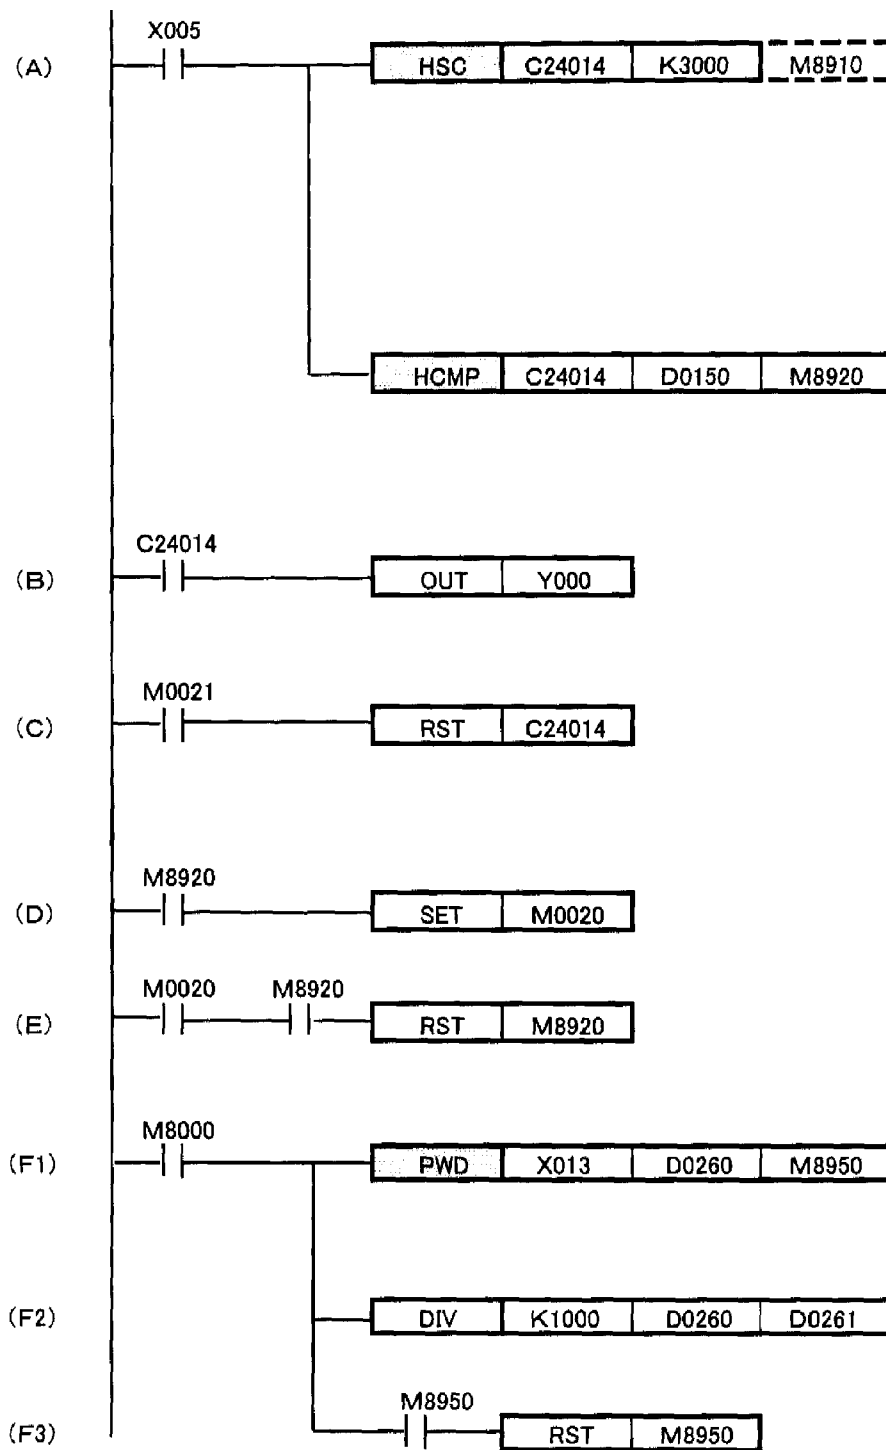 X005
(A) HSC C24014 K3000 M8910
HCMP C24014 D0150 M8920
C24014
(B) OUT Y000
M0021
(C) RST C24014
M8920
(D) SET M0020
M0020 M8920
(E) RST M8920
M8000
(F1) PWD X013 D0260 M8950
(F2) DIV K1000 D0260 D0261
M8950
(F3) RST M8950